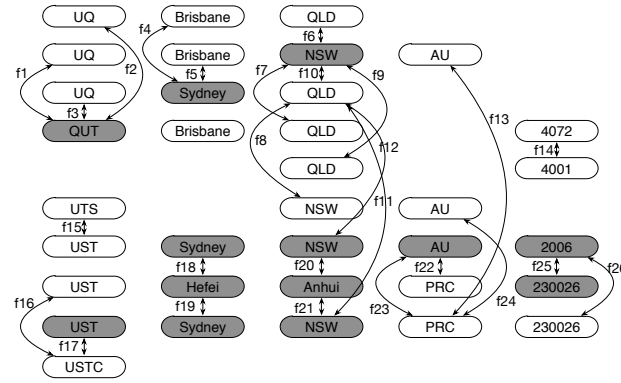 UQ Brisbane QLD
f4 f6
UQ Brisbane NSW AU
f1 f2 f5 f7 f10 f9
UQ Sydney QLD
f3 f13
QUT Brisbane QLD 4072
f8 f12 f14
QLD 4001
f11
UTS NSW AU
f15
UST Sydney NSW AU 2006
f18 f20 f22 f25 f26
UST Hefei Anhui PRC 230026
f16 f19 f21 f23 f24
UST Sydney NSW PRC 230026
f17
USTC